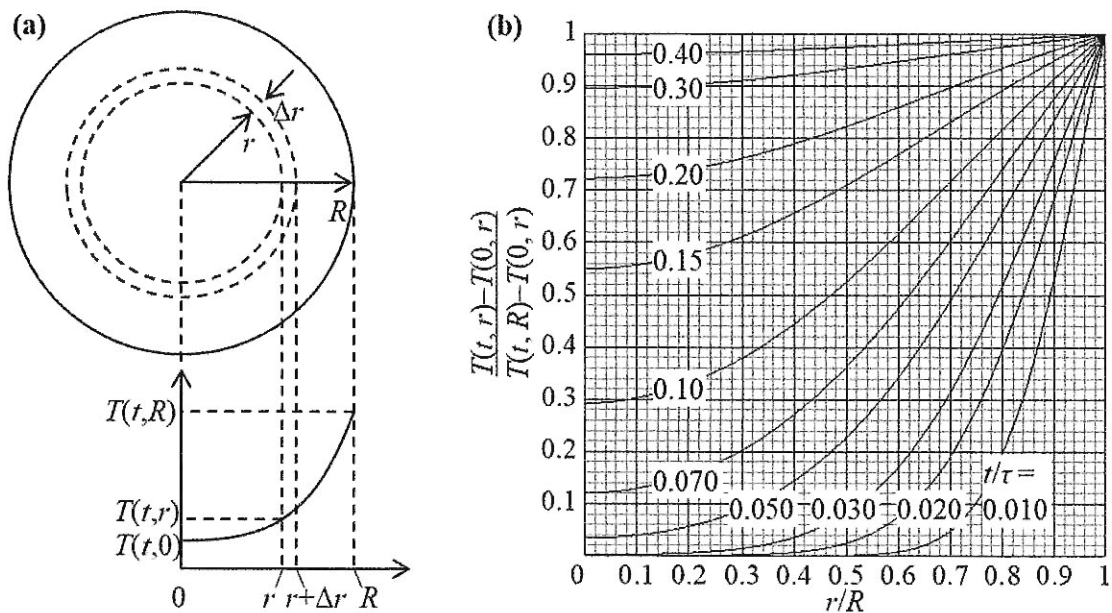 (a)
Δr
r
R
T(t,R)
T(t,r)
T(t,0)
0
r
r+Δr
R
(b)
T(t, r)–T(0, r)
T(t, R)–T(0, r)
1
0.9
0.8
0.7
0.6
0.5
0.4
0.3
0.2
0.1
0.40
0.30
0.20
0.15
0.10
0.070
0.050
0.030
0.020
t/τ =
0.010
0 0.1 0.2 0.3 0.4 0.5 0.6 0.7 0.8 0.9 1
r/R